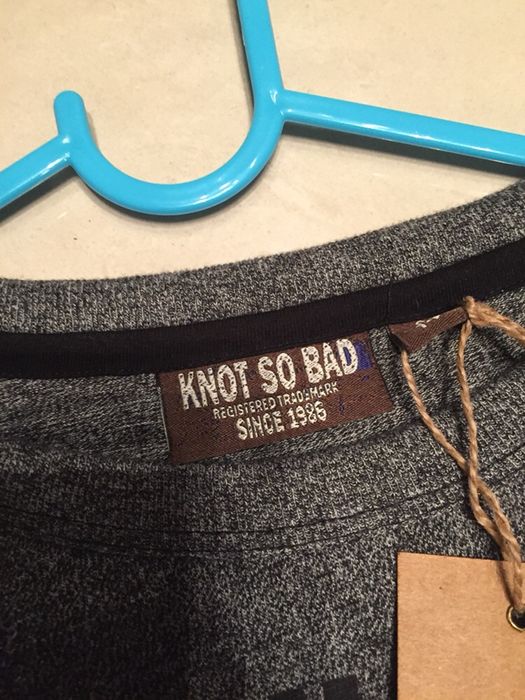 KNOT SO BAD
REGISTERED TRADEMARK
SINCE 1986